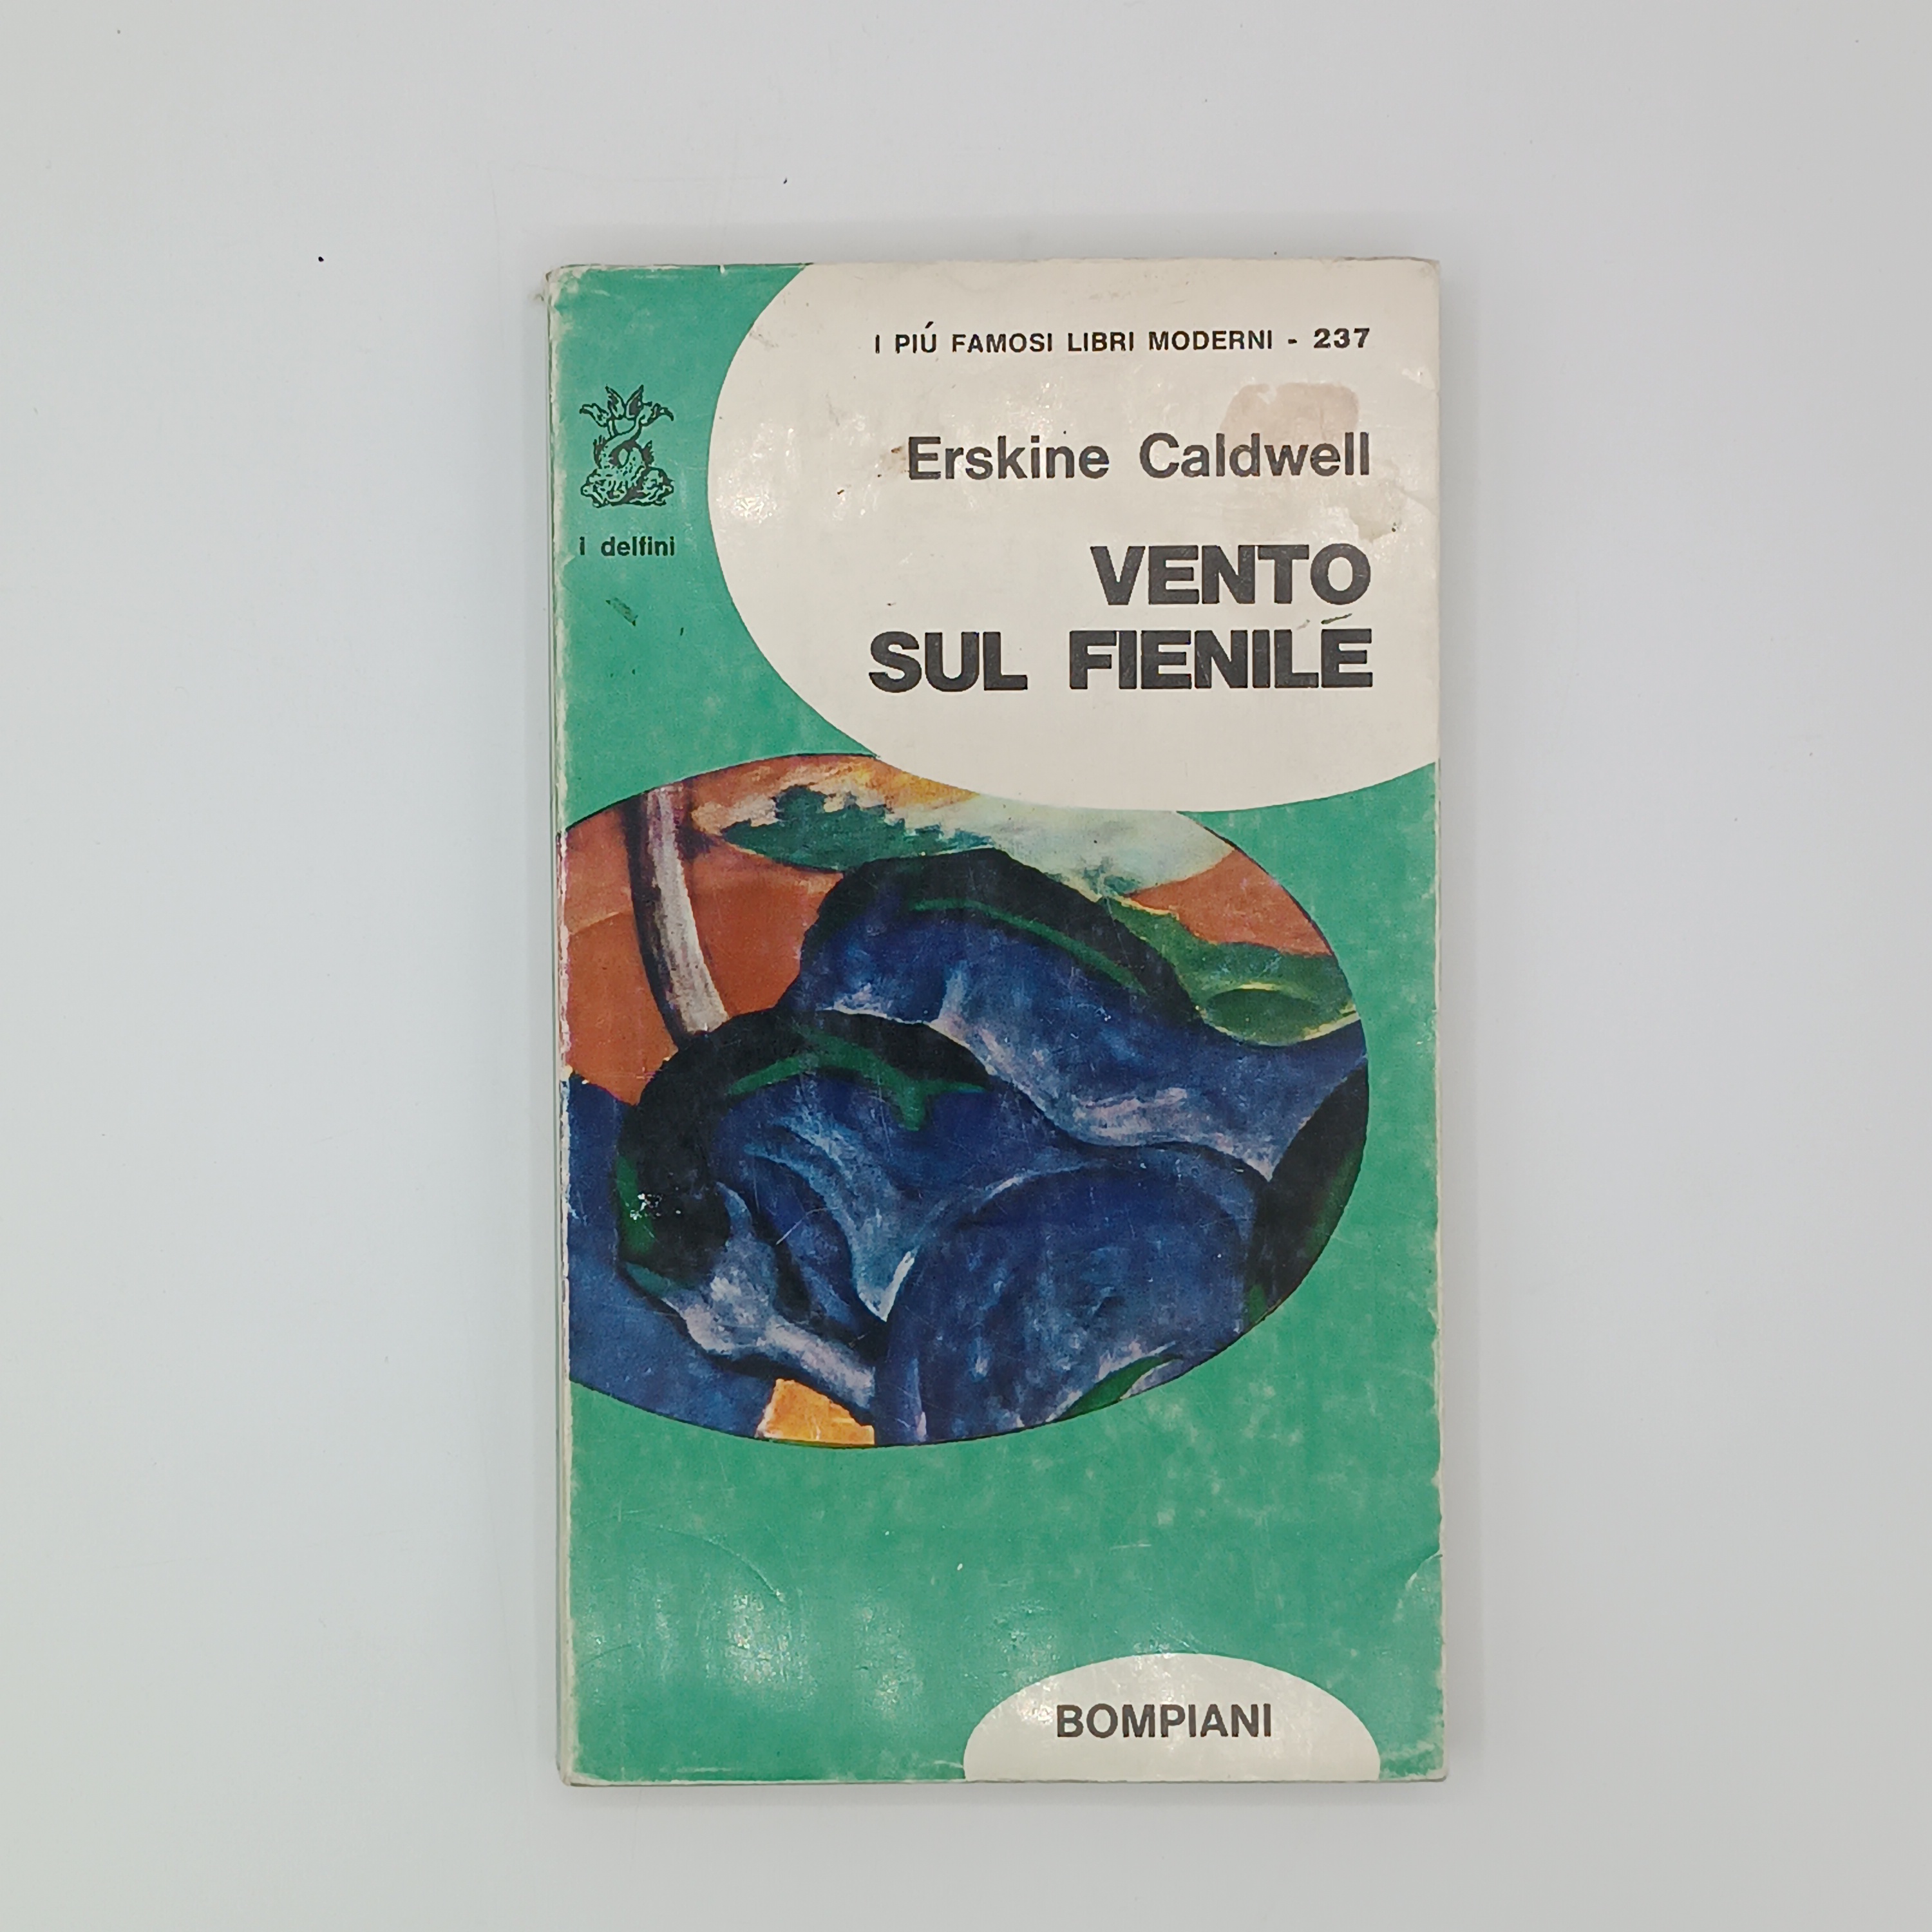 I PIÚ FAMOSI LIBRI MODERNI - 237
Erskine Caldwell
VENTO
SUL FIENILE
i delfini
BOMPIANI